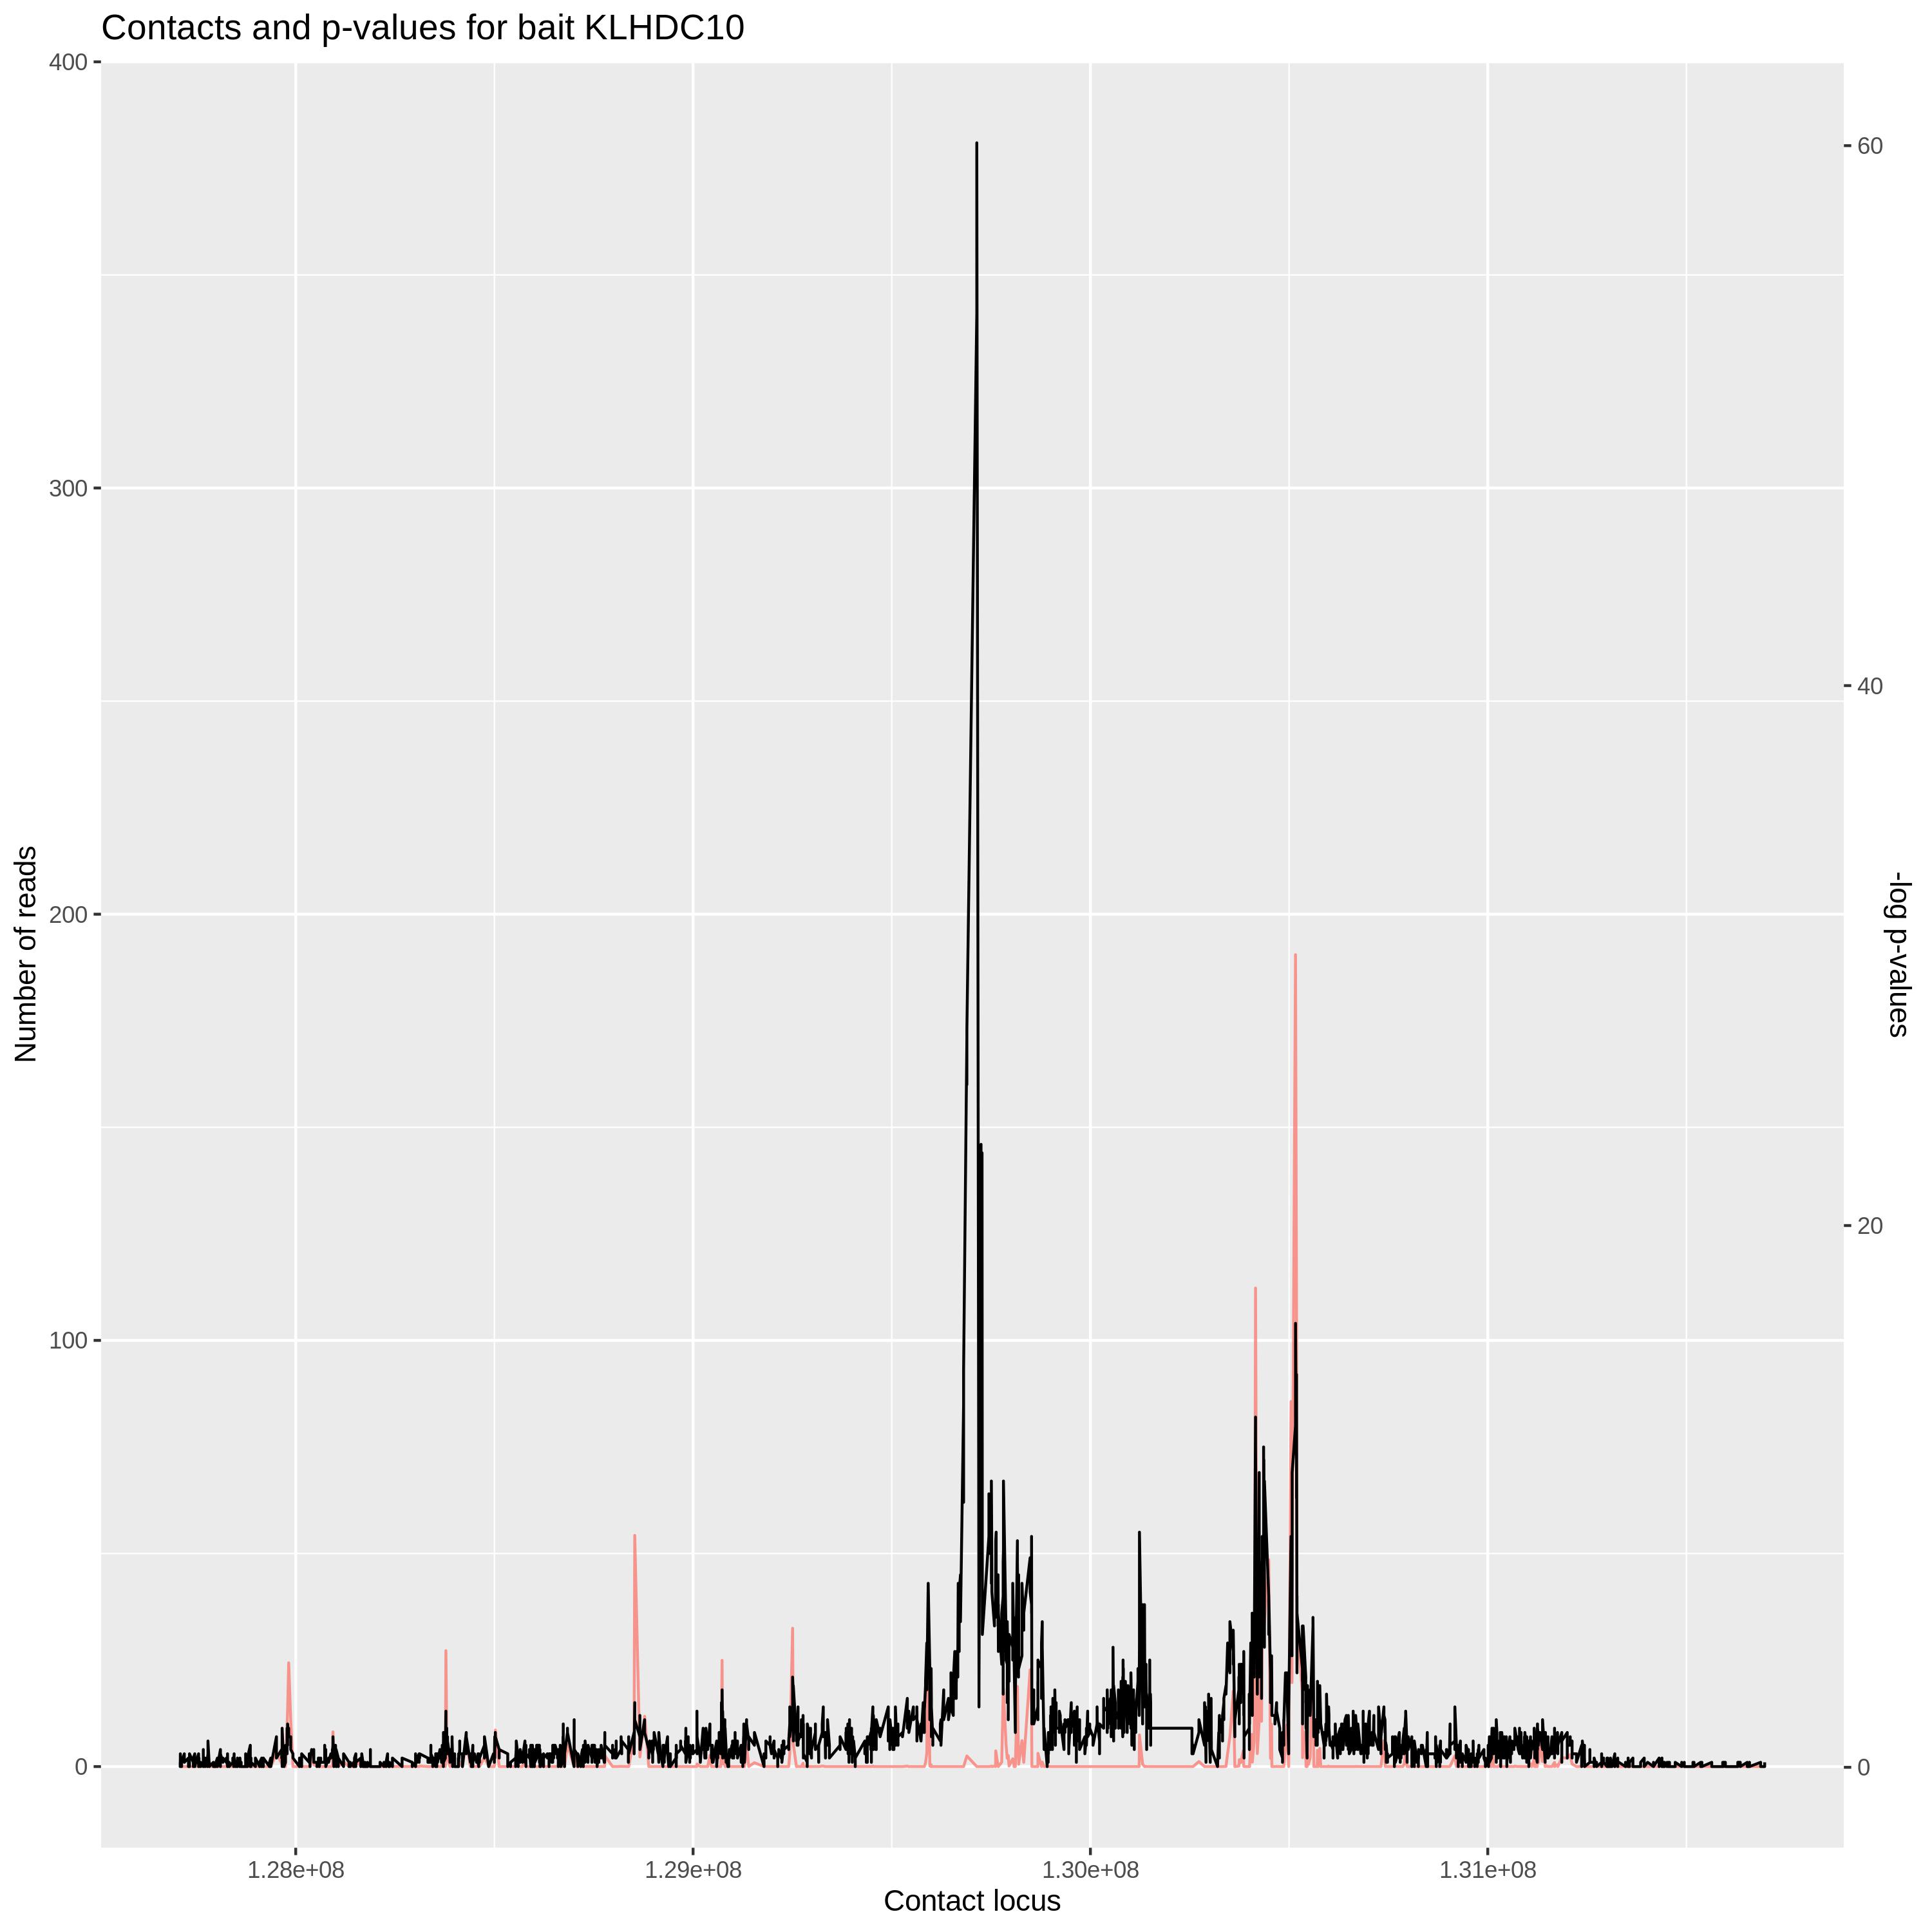 Contacts and p-values for bait KLHDC10
400
300
200
100
0
Number of reads
60
40
20
0
-log p-values
1.28e+08
1.29e+08
1.30e+08
1.31e+08
Contact locus